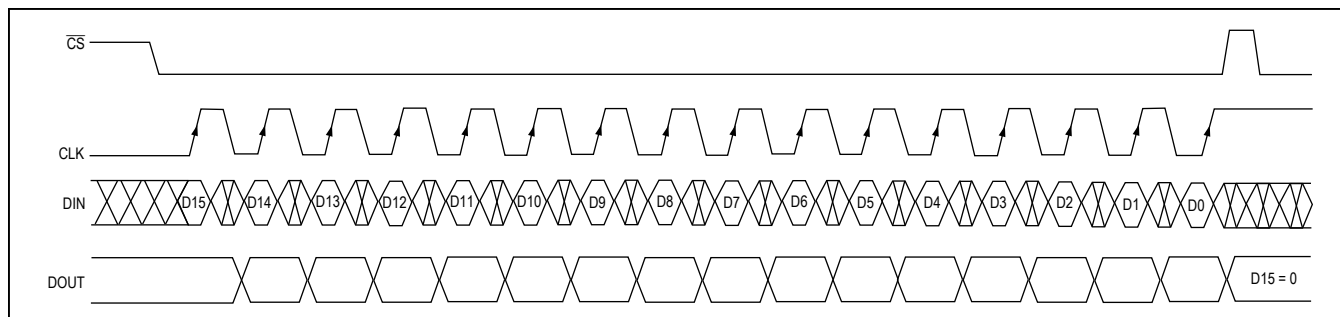 C̅S̅
CLK
DIN D15 D14 D13 D12 D11 D10 D9 D8 D7 D6 D5 D4 D3 D2 D1 D0
DOUT D15 = 0